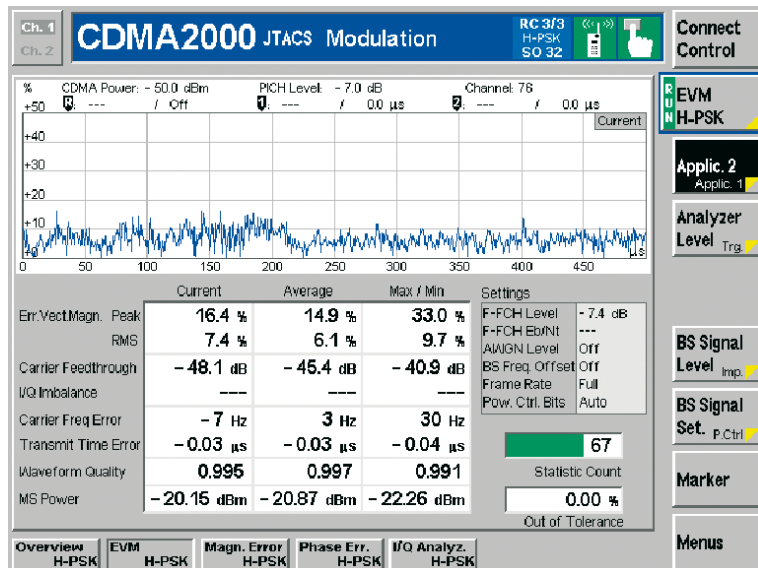 Ch. 1
Ch. 2
CDMA2000 JTACS Modulation
RC 3/3
H-PSK
SO 32
Connect
Control
% CDMA Power: - 50.0 dBm PICH Level: - 7.0 dB Channel: 76
R: --- / Off 1: --- / 0.0 µs 2: --- / 0.0 µs
Current
+50
+40
+30
+20
+10
+0
0 50 100 150 200 250 300 350 400 450 µs
RUN
EVM
H-PSK
Applic. 2
Applic. 1
Analyzer
Level Trg.
BS Signal
Level Imp.
BS Signal
Set. P.Ctrl
Marker
Menus
Current Average Max / Min
Err.Vect.Magn. Peak 16.4 % 14.9 % 33.0 %
RMS 7.4 % 6.1 % 9.7 %
Carrier Feedthrough - 48.1 dB - 45.4 dB - 40.9 dB
I/Q Imbalance --- --- ---
Carrier Freq Error - 7 Hz 3 Hz 30 Hz
Transmit Time Error - 0.03 µs - 0.03 µs - 0.04 µs
Waveform Quality 0.995 0.997 0.991
MS Power - 20.15 dBm - 20.87 dBm - 22.26 dBm
Settings
F-FCH Level - 7.4 dB
F-FCH Eb/Nt ---
AWGN Level Off
BS Freq. Offset Off
Frame Rate Full
Pow. Ctrl. Bits Auto
67
Statistic Count
0.00 %
Out of Tolerance
Overview
H-PSK
EVM
H-PSK
Magn. Error
H-PSK
Phase Err.
H-PSK
I/Q Analyz.
H-PSK